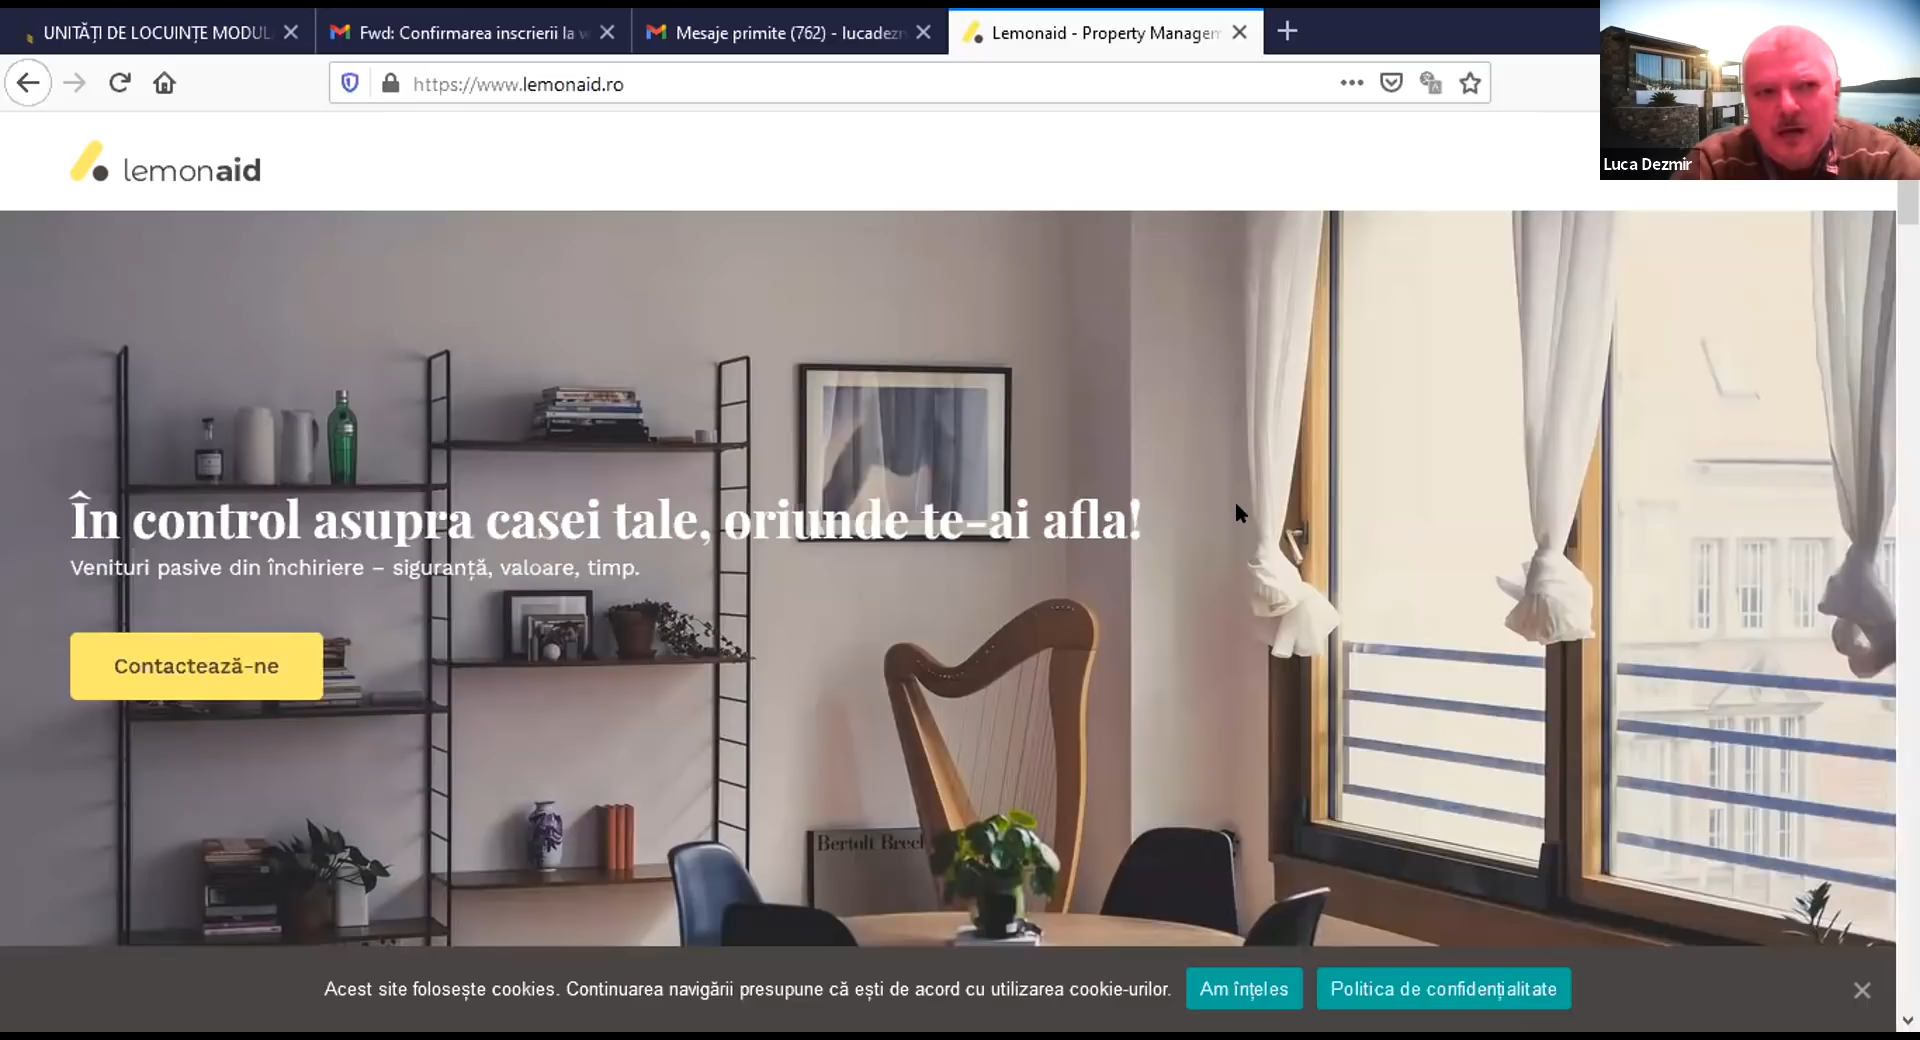 UNITĂȚI DE LOCUINȚE MODUL
Fwd: Confirmarea inscrierii la w
Mesaje primite (762) - lucadezm
Lemonaid - Property Managem
https://www.lemonaid.ro
Luca Dezmir
lemonaid
În control asupra casei tale, oriunde te-ai afla!
Venituri pasive din închiriere – siguranță, valoare, timp.
Contactează-ne
Bertolt Brech
Acest site folosește cookies. Continuarea navigării presupune că ești de acord cu utilizarea cookie-urilor.
Am înțeles
Politica de confidențialitate